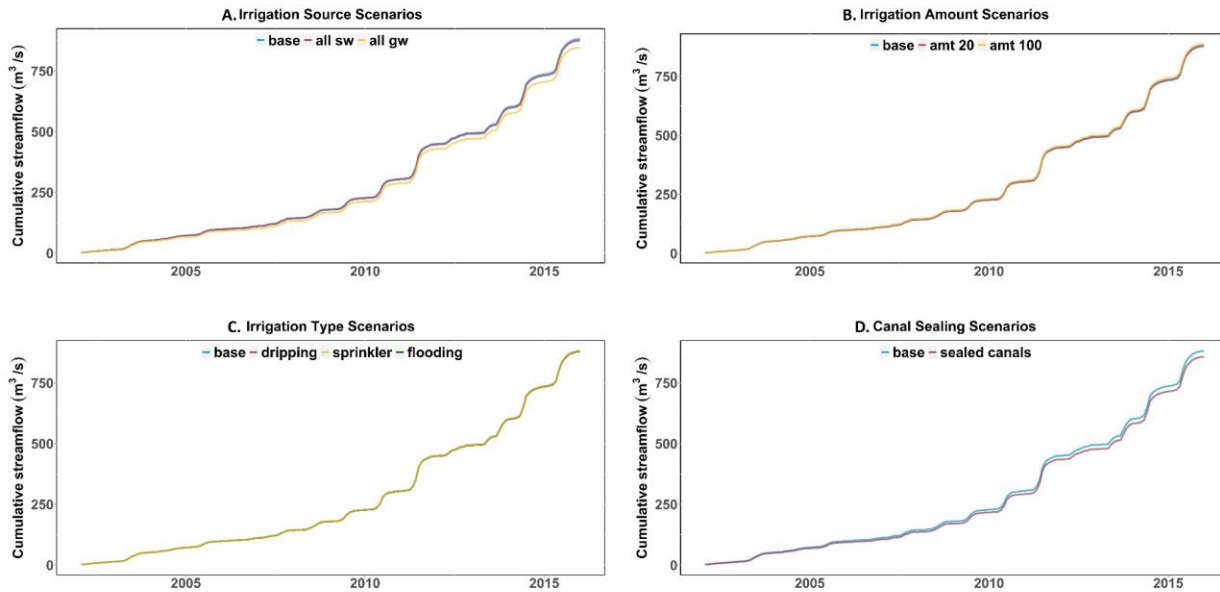 A. Irrigation Source Scenarios
base all sw all gw
Cumulative streamflow (m³/s)
750
500
250
0
2005 2010 2015
B. Irrigation Amount Scenarios
base amt 20 amt 100
Cumulative streamflow (m³/s)
750
500
250
0
2005 2010 2015
C. Irrigation Type Scenarios
base dripping sprinkler flooding
Cumulative streamflow (m³/s)
750
500
250
0
2005 2010 2015
D. Canal Sealing Scenarios
base sealed canals
Cumulative streamflow (m³/s)
750
500
250
0
2005 2010 2015